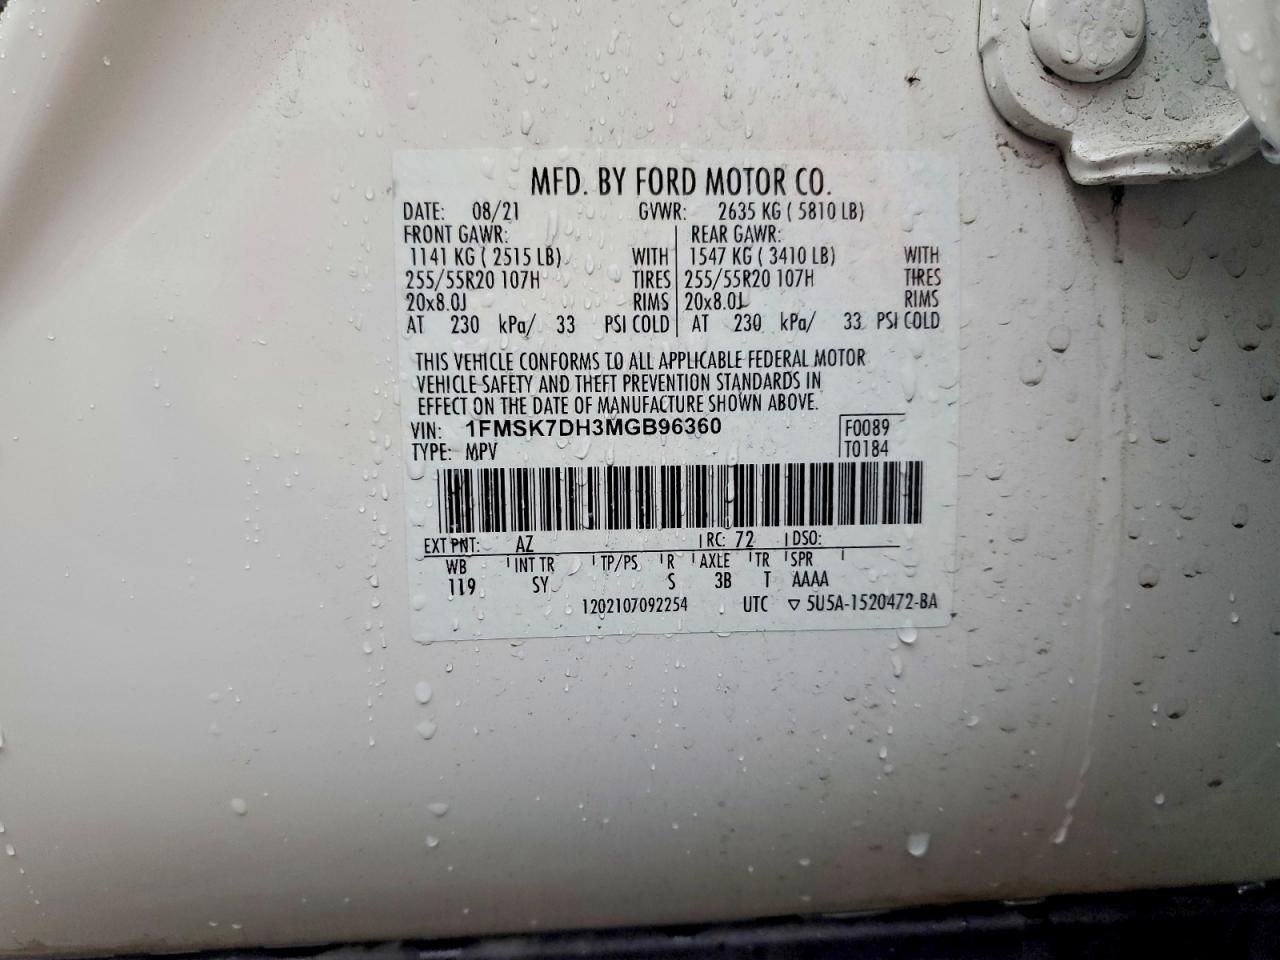 MFD. BY FORD MOTOR CO.
DATE: 08/21 GVWR: 2635 KG ( 5810 LB)
FRONT GAWR: REAR GAWR:
1141 KG ( 2515 LB) WITH 1547 KG ( 3410 LB) WITH
255/55R20 107H TIRES 255/55R20 107H TIRES
20x8.0J RIMS 20x8.0J RIMS
AT 230 kPa/ 33 PSI COLD AT 230 kPa/ 33 PSI COLD
THIS VEHICLE CONFORMS TO ALL APPLICABLE FEDERAL MOTOR
VEHICLE SAFETY AND THEFT PREVENTION STANDARDS IN
EFFECT ON THE DATE OF MANUFACTURE SHOWN ABOVE.
VIN: 1FMSK7DH3MGB96360 F0089
TYPE: MPV T0184
EXT PNT: AZ RC: 72 DSO:
WB INT TR TP/PS R AXLE TR SPR
119 SY S 3B T AAAA
1202107092254 UTC ▽ 5U5A-1520472-BA